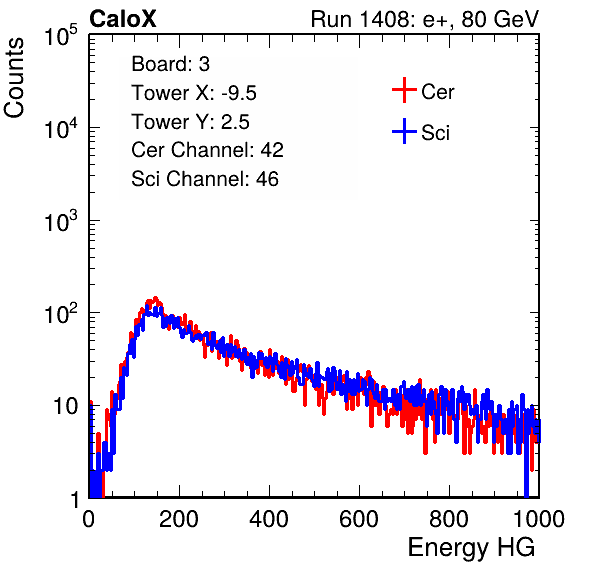 CaloX Run 1408: e+, 80 GeV
Counts
Board: 3
Tower X: -9.5
Tower Y: 2.5
Cer Channel: 42
Sci Channel: 46
Cer
Sci
10^5
10^4
10^3
10^2
10
1
0 200 400 600 800 1000
Energy HG